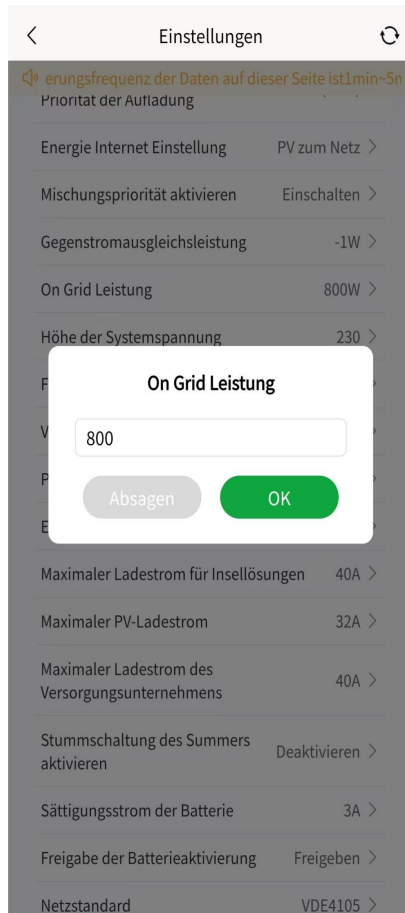 Einstellungen
erungsfrequenz der Daten auf dieser Seite ist1min~5n
Priorität der Aufladung
Energie Internet Einstellung PV zum Netz
Mischungspriorität aktivieren Einschalten
Gegenstromausgleichsleistung -1W
On Grid Leistung 800W
Höhe der Systemspannung 230
On Grid Leistung
800
Absagen OK
Maximaler Ladestrom für Insellösungen 40A
Maximaler PV-Ladestrom 32A
Maximaler Ladestrom des
Versorgungsunternehmens 40A
Stummschaltung des Summers
aktivieren Deaktivieren
Sättigungsstrom der Batterie 3A
Freigabe der Batterieaktivierung Freigeben
Netzstandard VDE4105